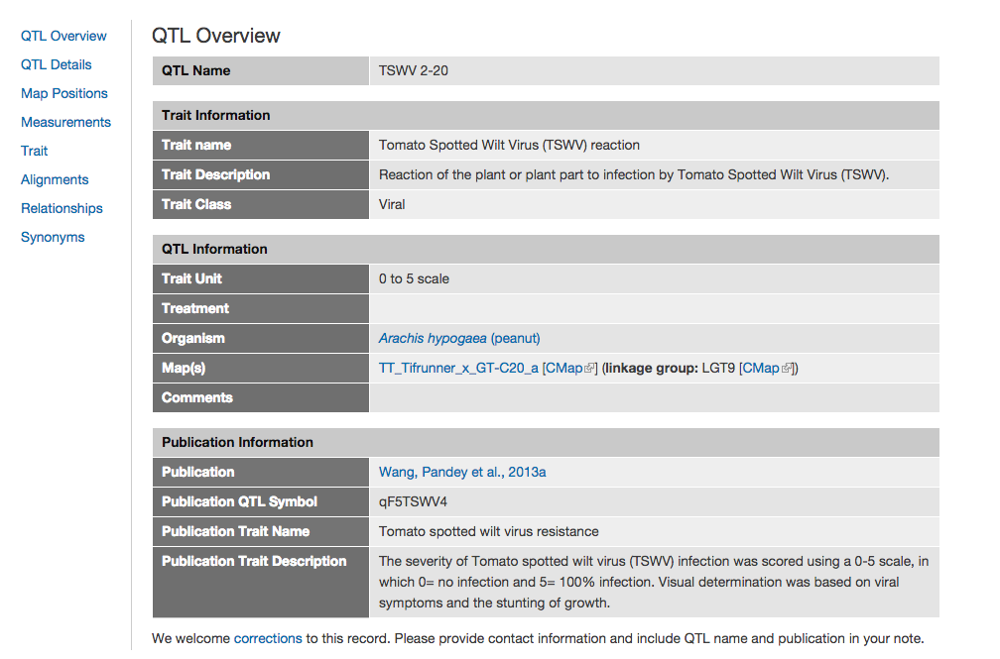 QTL Overview
QTL Details
Map Positions
Measurements
Trait
Alignments
Relationships
Synonyms
QTL Overview
QTL Name TSWV 2-20
Trait Information
Trait name Tomato Spotted Wilt Virus (TSWV) reaction
Trait Description Reaction of the plant or plant part to infection by Tomato Spotted Wilt Virus (TSWV).
Trait Class Viral
QTL Information
Trait Unit 0 to 5 scale
Treatment
Organism Arachis hypogaea (peanut)
Map(s) TT_Tifrunner_x_GT-C20_a [CMap] (linkage group: LGT9 [CMap])
Comments
Publication Information
Publication Wang, Pandey et al., 2013a
Publication QTL Symbol qF5TSWV4
Publication Trait Name Tomato spotted wilt virus resistance
Publication Trait Description The severity of Tomato spotted wilt virus (TSWV) infection was scored using a 0-5 scale, in
which 0= no infection and 5= 100% infection. Visual determination was based on viral
symptoms and the stunting of growth.
We welcome corrections to this record. Please provide contact information and include QTL name and publication in your note.